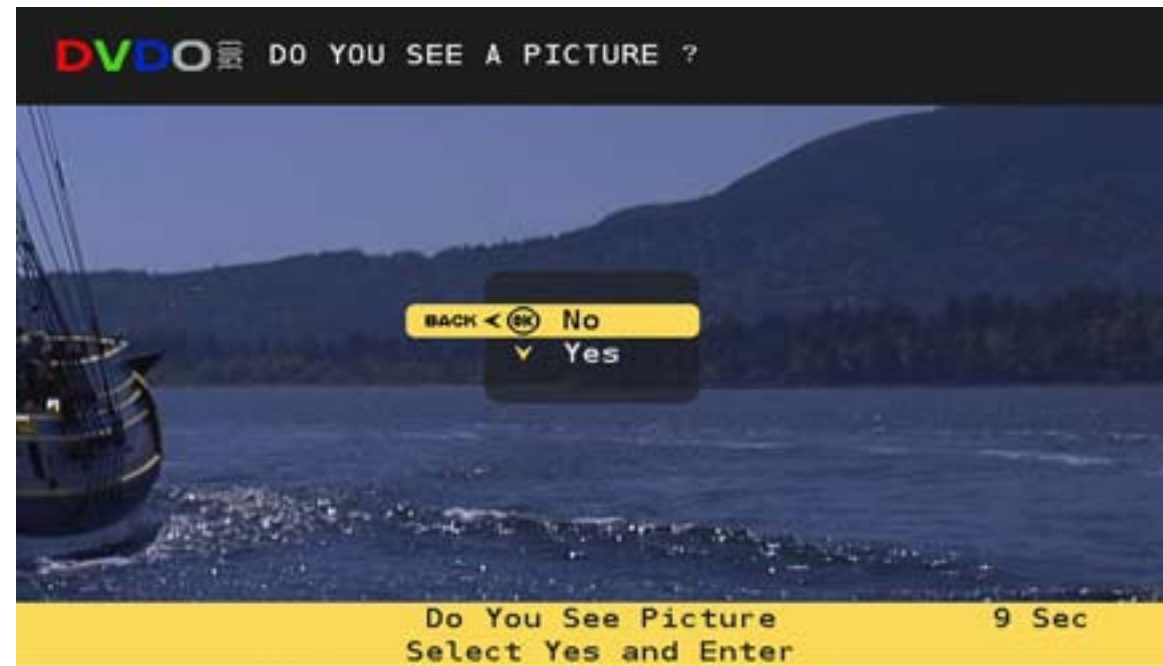 DVDO EDGE DO YOU SEE A PICTURE ?
BACK < OK No
Yes
Do You See Picture 9 Sec
Select Yes and Enter